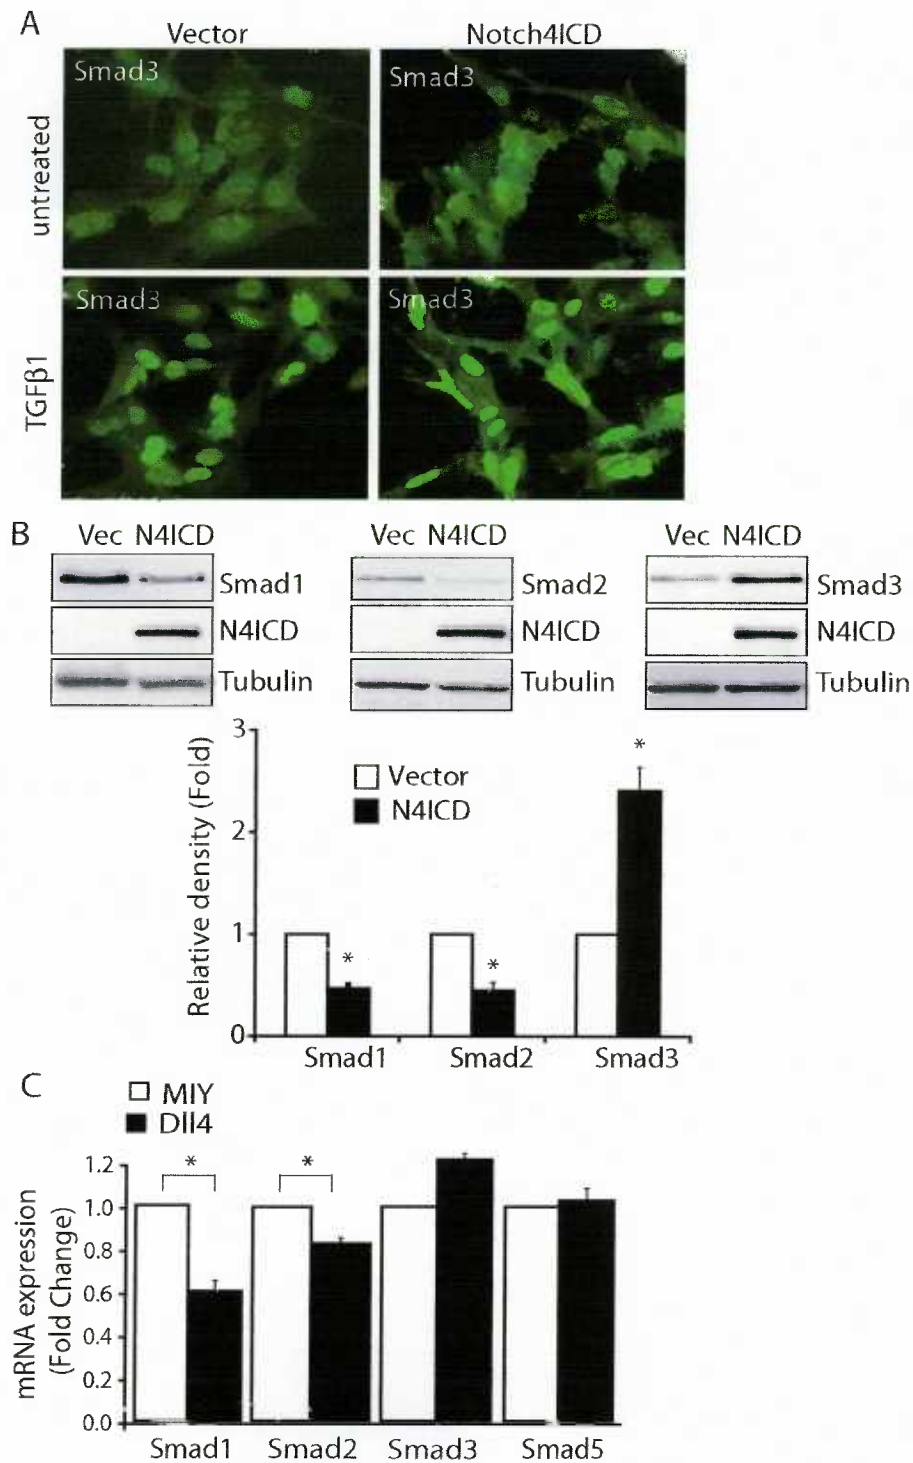 A
Vector Notch4ICD
untreated
Smad3 Smad3
TGFβ1
Smad3 Smad3
B
Vec N4ICD Vec N4ICD Vec N4ICD
Smad1 Smad2 Smad3
N4ICD N4ICD N4ICD
Tubulin Tubulin Tubulin
Relative density (Fold)
3
2
1
0
Vector
N4ICD
* * *
Smad1 Smad2 Smad3
C
MIY
Dll4
mRNA expression
(Fold Change)
1.2
1.0
0.8
0.6
0.4
0.2
0.0
* *
Smad1 Smad2 Smad3 Smad5